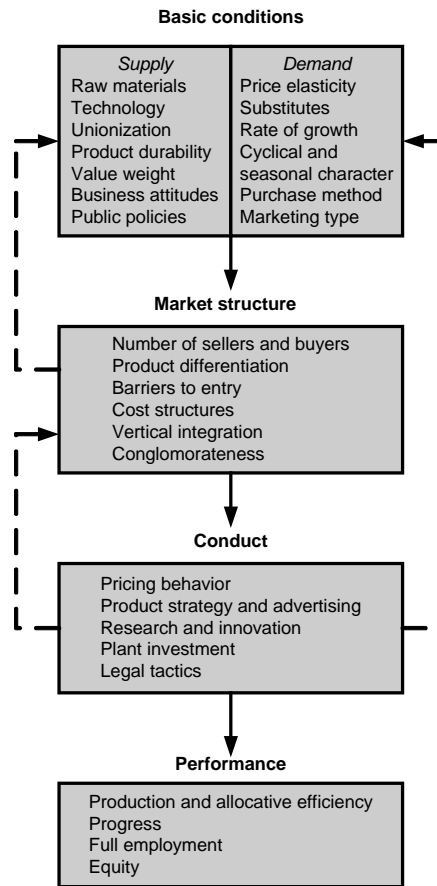 Basic conditions
Supply
Raw materials
Technology
Unionization
Product durability
Value weight
Business attitudes
Public policies
Demand
Price elasticity
Substitutes
Rate of growth
Cyclical and
seasonal character
Purchase method
Marketing type
Market structure
Number of sellers and buyers
Product differentiation
Barriers to entry
Cost structures
Vertical integration
Conglomorateness
Conduct
Pricing behavior
Product strategy and advertising
Research and innovation
Plant investment
Legal tactics
Performance
Production and allocative efficiency
Progress
Full employment
Equity